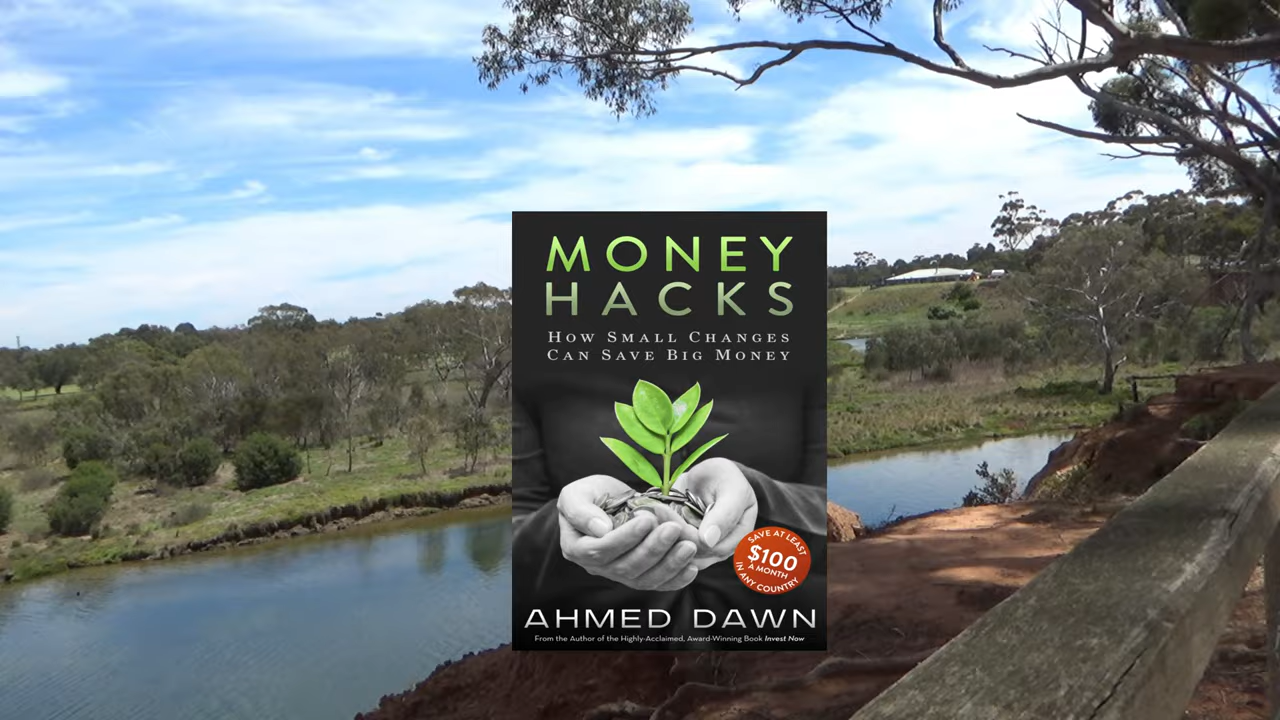 MONEY
HACKS
HOW SMALL CHANGES
CAN SAVE BIG MONEY
SAVE AT LEAST
$100
A MONTH
IN ANY COUNTRY
AHMED DAWN
From the Author of the Highly-Acclaimed, Award-Winning Book Invest Now